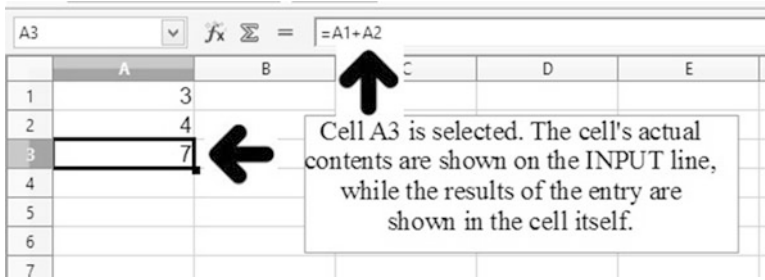 A3 fx Σ = =A1+A2
A B C D E
1 3
2 4
3 7
4
5
6
7
Cell A3 is selected. The cell's actual
contents are shown on the INPUT line,
while the results of the entry are
shown in the cell itself.